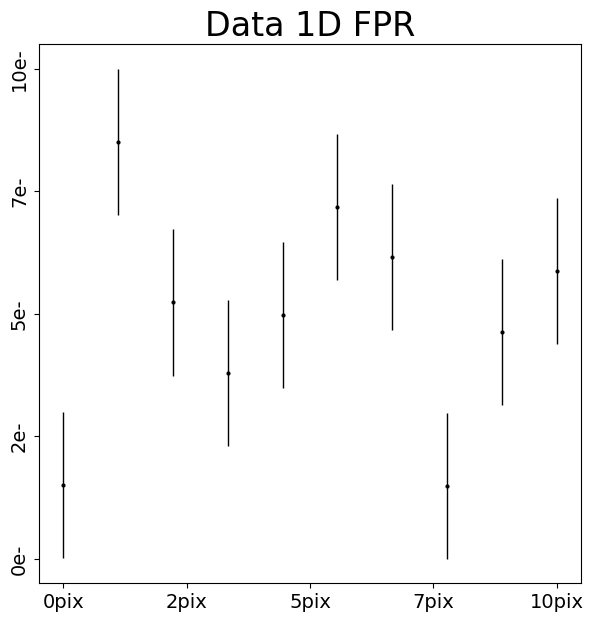 Data 1D FPR
10e-
7e-
5e-
2e-
0e-
0pix 2pix 5pix 7pix 10pix